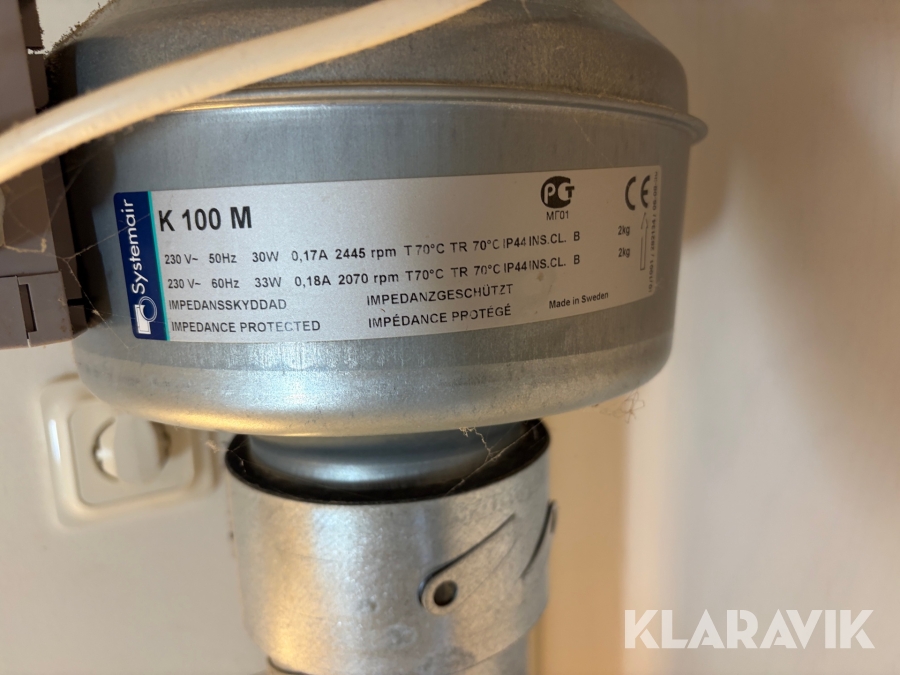 Systemair
K 100 M
РСТ
МГ01
CE
230 V~ 50Hz 30W 0,17A 2445 rpm T 70°C TR 70°C IP44 INS.CL. B 2kg
230 V~ 60Hz 33W 0,18A 2070 rpm T70°C TR 70°C IP44 INS.CL. B 2kg
IMPEDANSSKYDDAD IMPEDANZGESCHÜTZT
IMPEDANCE PROTECTED IMPÉDANCE PROTÉGÉ
Made in Sweden
KLARAVIK